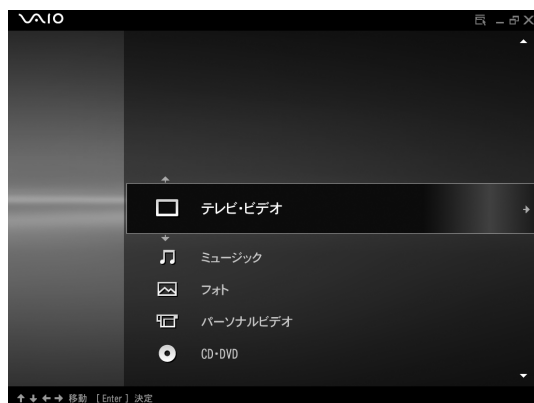 VAIO
テレビ・ビデオ
ミュージック
フォト
パーソナルビデオ
CD・DVD
↑ ↓ ← → 移動 [Enter] 決定